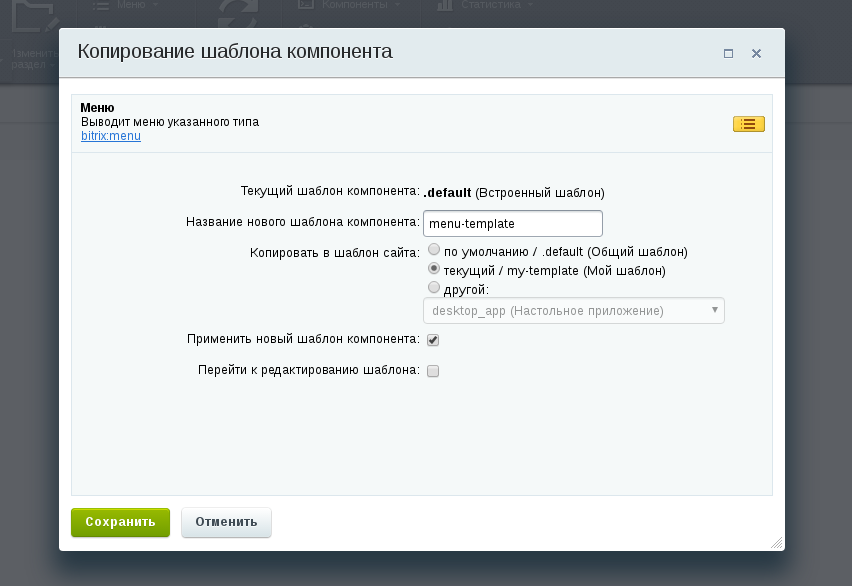 Меню
Компоненты
Статистика
Изменить
раздел
Копирование шаблона компонента
Меню
Выводит меню указанного типа
bitrix:menu
Текущий шаблон компонента: .default (Встроенный шаблон)
Название нового шаблона компонента: menu-template
Копировать в шаблон сайта: по умолчанию / .default (Общий шаблон)
текущий / my-template (Мой шаблон)
другой:
desktop_app (Настольное приложение)
Применить новый шаблон компонента:
Перейти к редактированию шаблона:
Сохранить Отменить